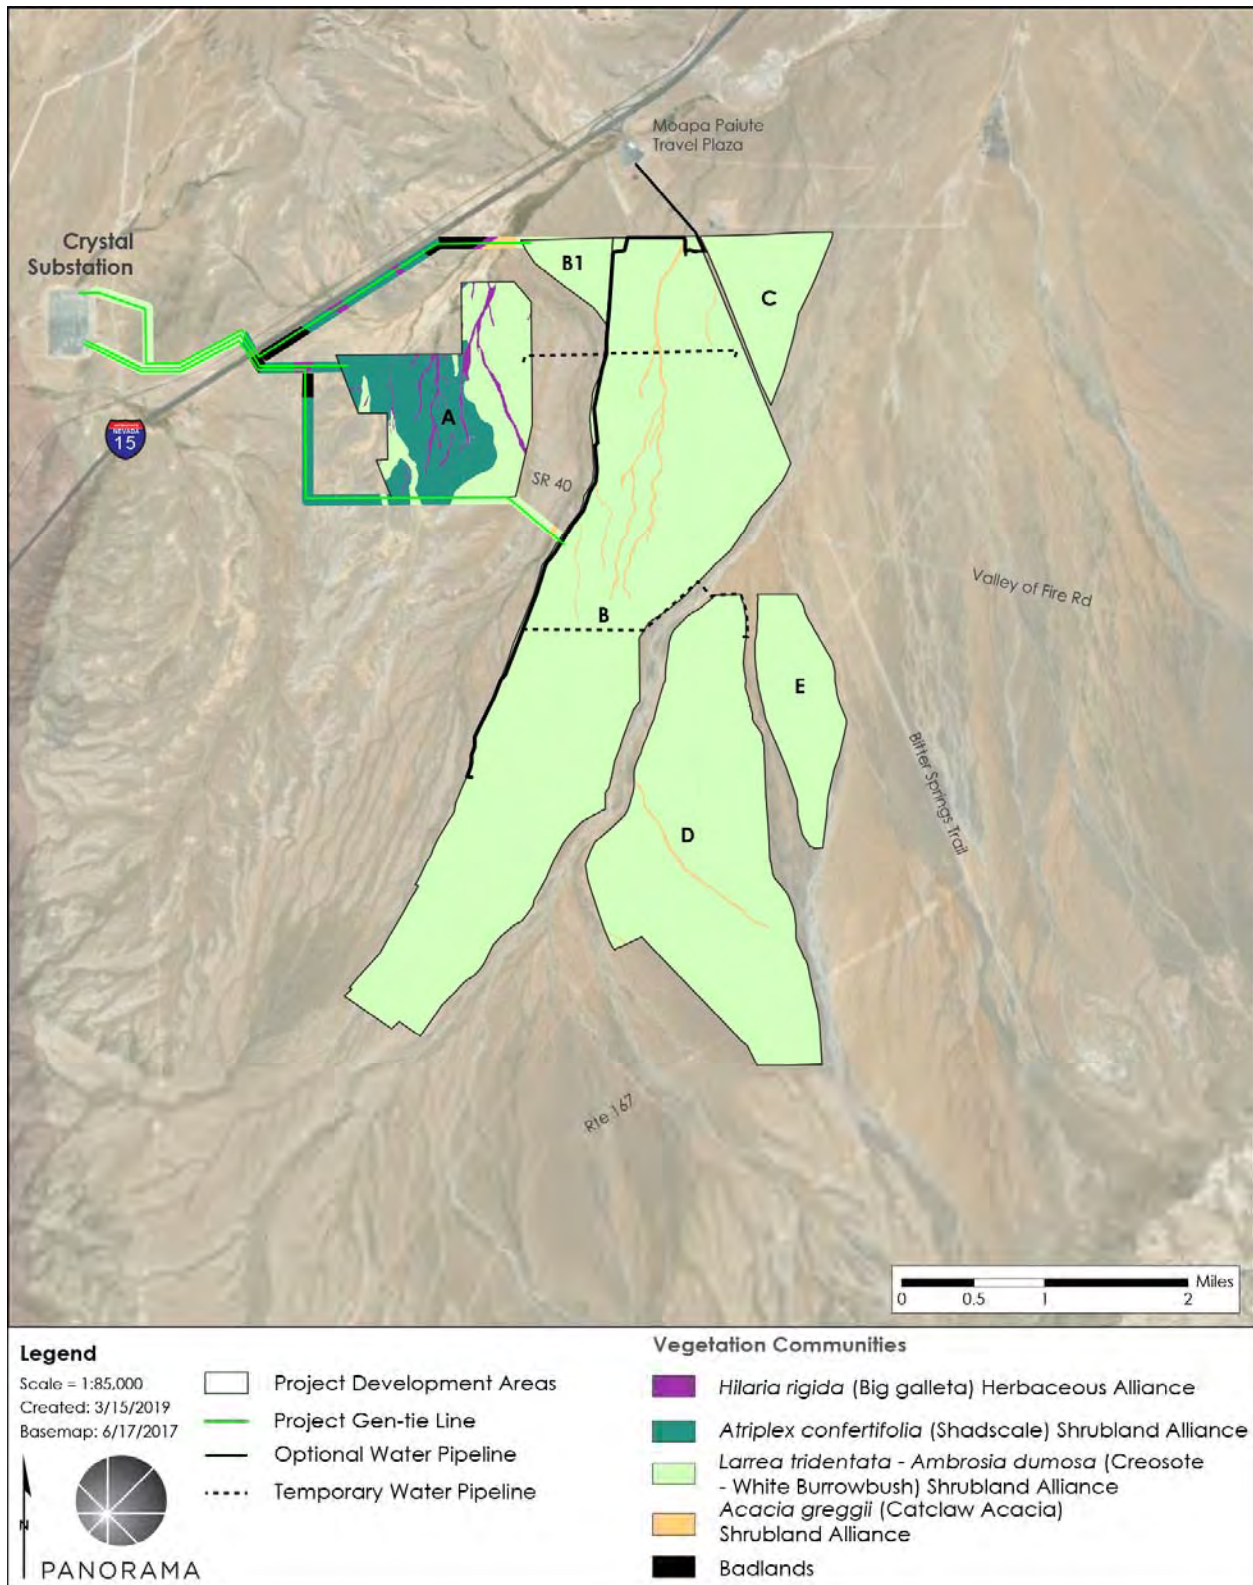 Moapa Paiute
Travel Plaza
Crystal
Substation
B1
C
A
INTERSTATE
NEVADA
15
SR 40
Valley of Fire Rd
B
E
Bitter Springs Trail
D
Rte 167
Miles
0 0.5 1 2
Legend
Scale = 1:85,000
Created: 3/15/2019
Basemap: 6/17/2017
N
PANORAMA
Project Development Areas
Project Gen-tie Line
Optional Water Pipeline
Temporary Water Pipeline
Vegetation Communities
Hilaria rigida (Big galleta) Herbaceous Alliance
Atriplex confertifolia (Shadscale) Shrubland Alliance
Larrea tridentata - Ambrosia dumosa (Creosote
- White Burrowbush) Shrubland Alliance
Acacia greggii (Catclaw Acacia)
Shrubland Alliance
Badlands